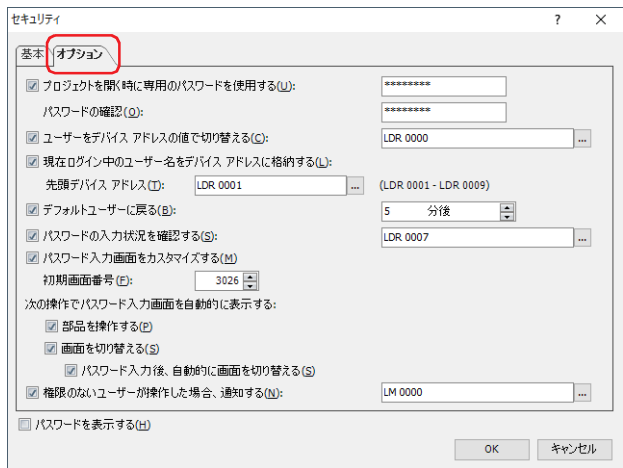 セキュリティ ? ×
基本 オプション
プロジェクトを開く時に専用のパスワードを使用する(U): ********
パスワードの確認(O): ********
ユーザーをデバイス アドレスの値で切り替える(C): LDR 0000 ...
現在ログイン中のユーザー名をデバイス アドレスに格納する(L):
先頭デバイス アドレス(T): LDR 0001 ... (LDR 0001 - LDR 0009)
デフォルトユーザーに戻る(B): 5 分後
パスワードの入力状況を確認する(S): LDR 0007 ...
パスワード入力画面をカスタマイズする(M)
初期画面番号(F): 3026
次の操作でパスワード入力画面を自動的に表示する:
部品を操作する(P)
画面を切り替える(S)
パスワード入力後、自動的に画面を切り替える(S)
権限のないユーザーが操作した場合、通知する(N): LM 0000 ...
パスワードを表示する(H)
OK キャンセル